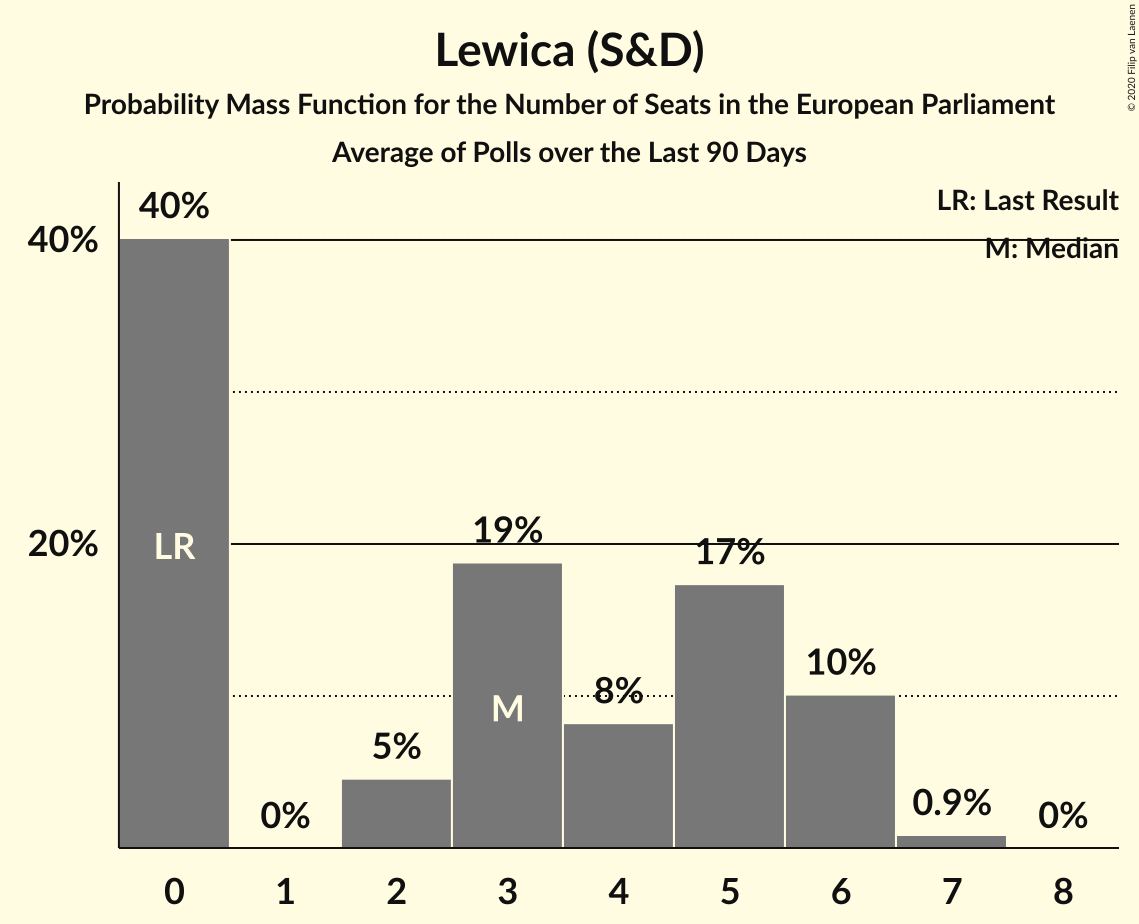 © 2020 Filip van Laenen
Lewica (S&D)
Probability Mass Function for the Number of Seats in the European Parliament
Average of Polls over the Last 90 Days
LR: Last Result
M: Median
40%
20%
40%
0%
5%
19%
8%
17%
10%
0.9%
0%
LR
M
0 1 2 3 4 5 6 7 8